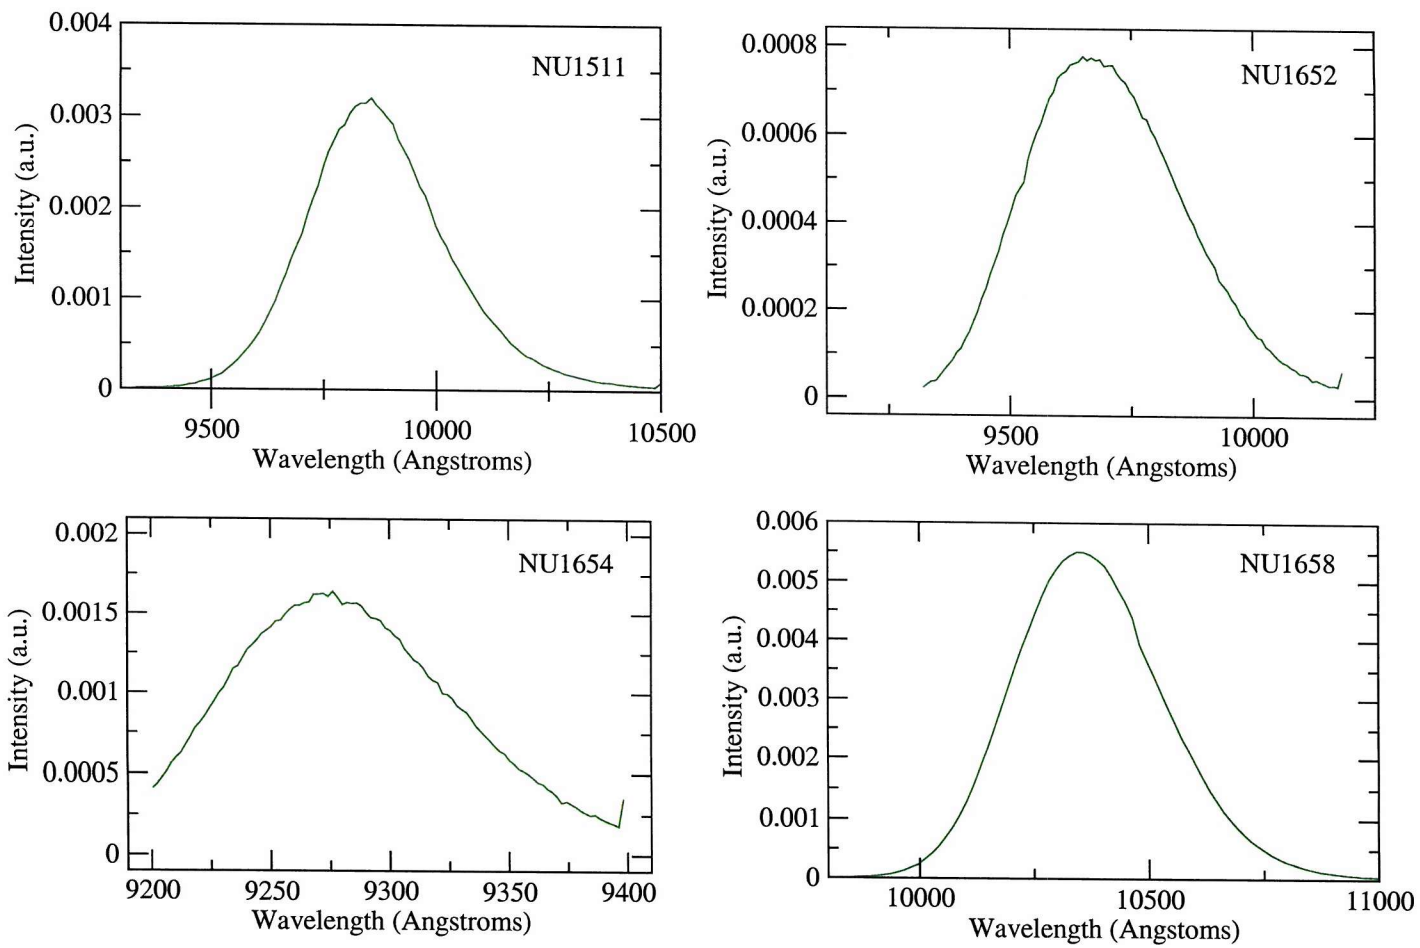 0.004
NU1511
0.003
0.002
0.001
0
Intensity (a.u.)
9500
10000
10500
Wavelength (Angstroms)
0.0008
NU1652
0.0006
0.0004
0.0002
0
Intensity (a.u.)
9500
10000
Wavelength (Angstoms)
0.002
NU1654
0.0015
0.001
0.0005
0
Intensity (a.u.)
9200
9250
9300
9350
9400
Wavelength (Angstroms)
0.006
NU1658
0.005
0.004
0.003
0.002
0.001
0
Intensity (a.u.)
10000
10500
11000
Wavelength (Angstoms)